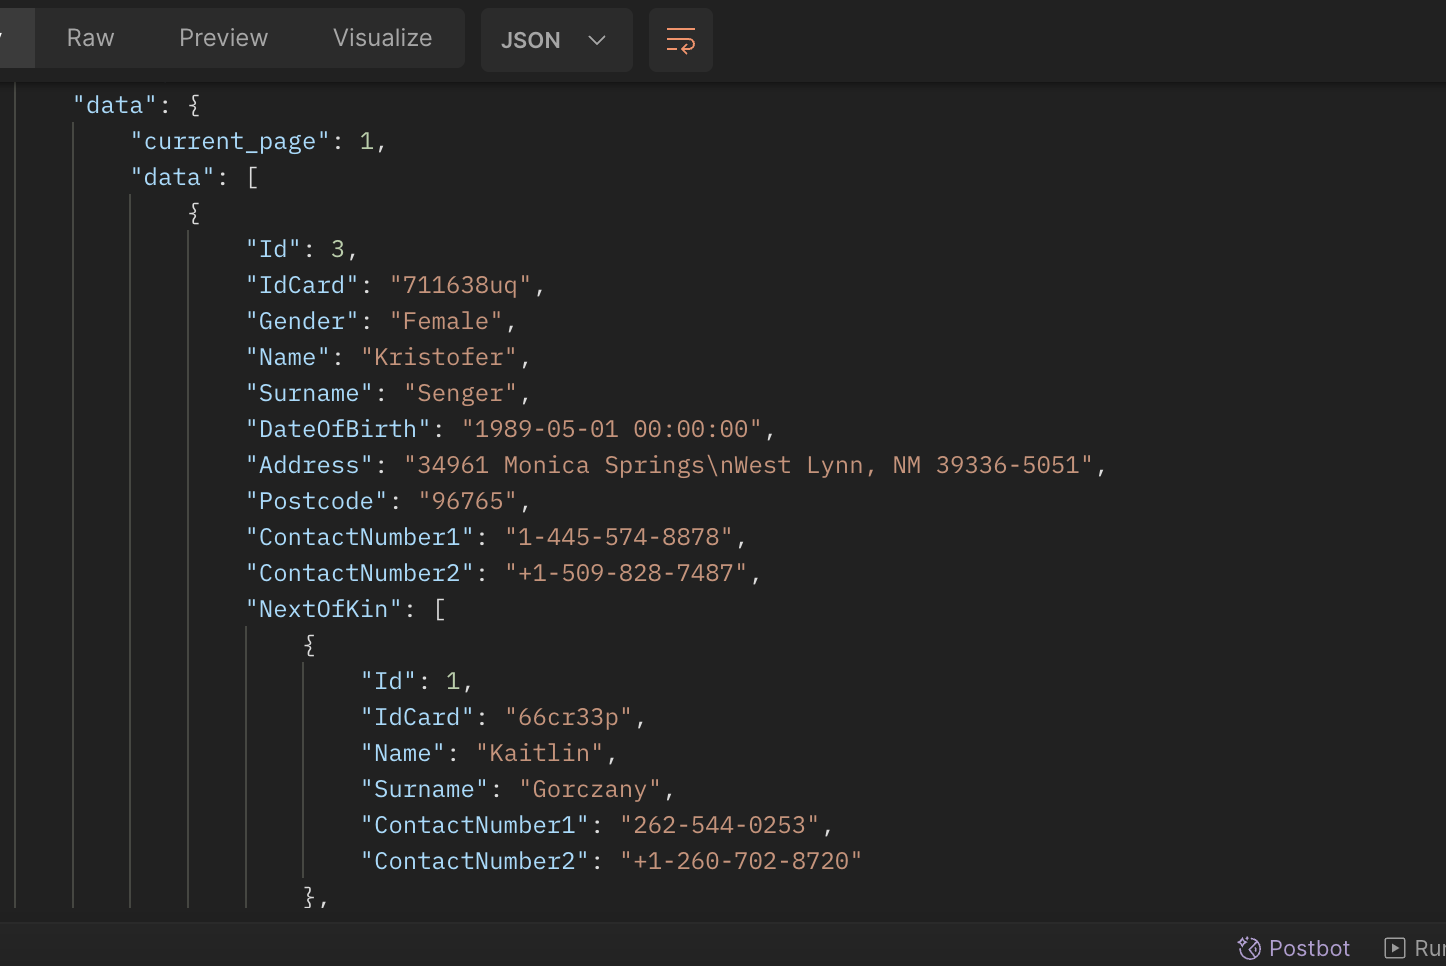 Raw Preview Visualize JSON
"data": {
"current_page": 1,
"data": [
{
"Id": 3,
"IdCard": "711638uq",
"Gender": "Female",
"Name": "Kristofer",
"Surname": "Senger",
"DateOfBirth": "1989-05-01 00:00:00",
"Address": "34961 Monica Springs\nWest Lynn, NM 39336-5051",
"Postcode": "96765",
"ContactNumber1": "1-445-574-8878",
"ContactNumber2": "+1-509-828-7487",
"NextOfKin": [
{
"Id": 1,
"IdCard": "66cr33p",
"Name": "Kaitlin",
"Surname": "Gorczany",
"ContactNumber1": "262-544-0253",
"ContactNumber2": "+1-260-702-8720"
},
Postbot